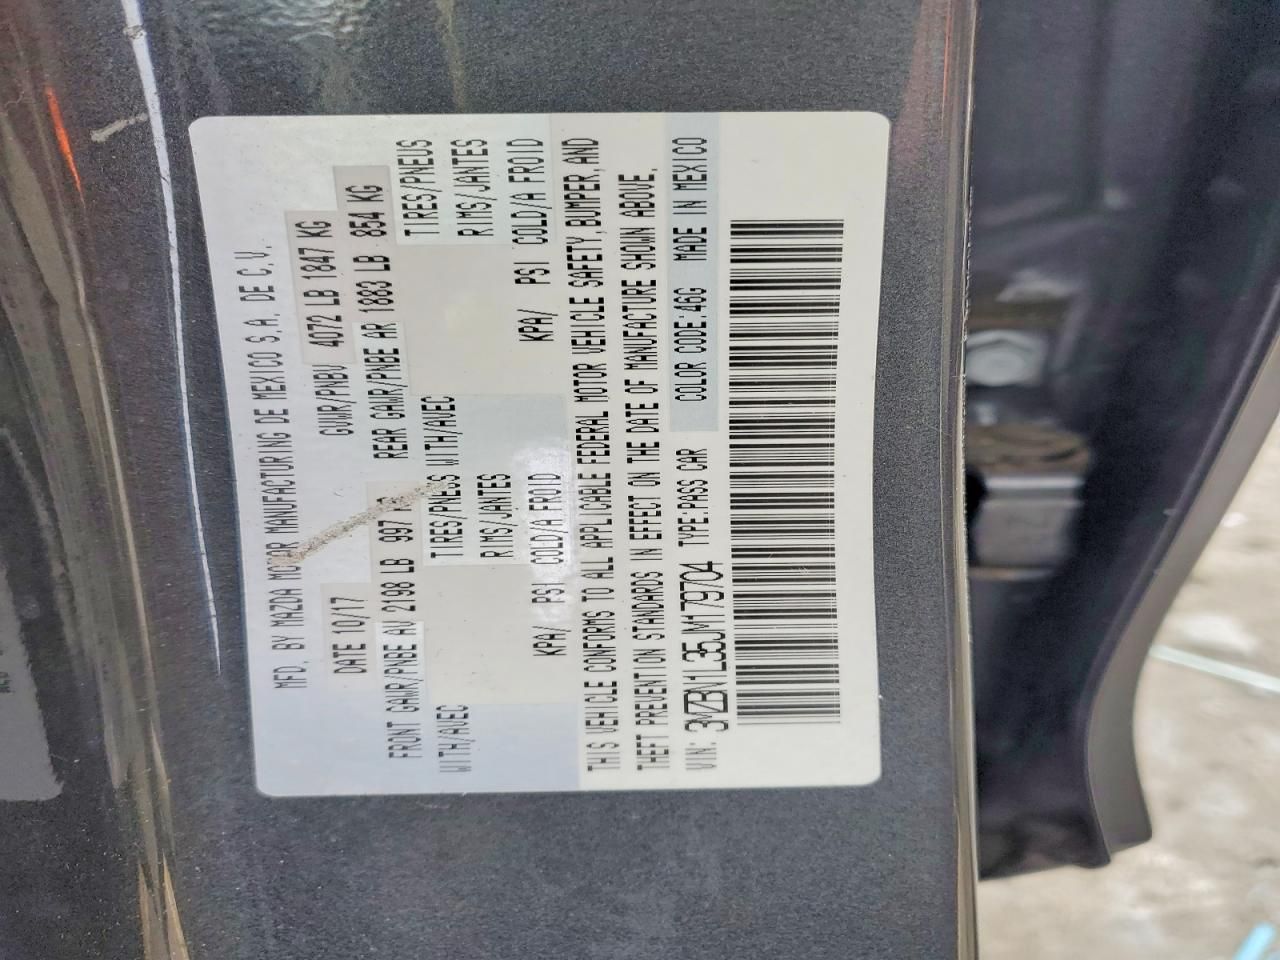 MFD. BY MAZDA MOTOR MANUFACTURING DE MEXICO S.A. DE C.V.
DATE 10/17 GVWR/PNBV 4072 LB 1847 KG
FRONT GAWR/PNBE AV 2198 LB 997 REAR GAWR/PNBE AR 1883 LB 854 KG
WITH/AVEC TIRES/PNEUS WITH/AVEC TIRES/PNEUS
RIMS/JANTES RIMS/JANTES
KPA/ PSI COLD/A FROID KPA/ PSI COLD/A FROID
THIS VEHICLE CONFORMS TO ALL APPLICABLE FEDERAL MOTOR VEHICLE SAFETY, BUMPER, AND
THEFT PREVENTION STANDARDS IN EFFECT ON THE DATE OF MANUFACTURE SHOWN ABOVE.
VIN: 3MZBN1L35JM179704 TYPE:PASS CAR COLOR CODE:46G MADE IN MEXICO